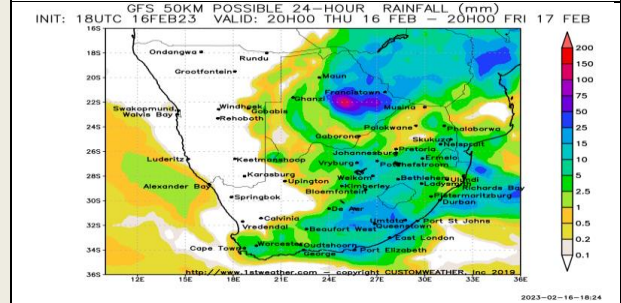 GFS 50KM POSSIBLE 24-HOUR RAINFALL (mm)
INIT: 18UTC 16FEB23 VALID: 20H00 THU 16 FEB - 20H00 FRI 17 FEB
16S
18S
20S
22S
24S
26S
28S
30S
32S
34S
36S
Ondangwa
Rundu
Grootfontein
Maun
Francistown
Ghanzi
Musina
Swakopmund
Windhoek
Gobabis
Walvis Bay
Rehoboth
Polokwane
Phalaborwa
Gaborone
Skukuza
Nelspruit
Pretoria
Johannesburg
Ermelo
Luderitz
Keetmanshoop
Vryburg
Potchefstroom
Karasburg
Upington
Welkom
Bethlehem
Ulundi
Alexander Bay
Kimberley
Ladysmith
Richards Bay
Springbok
Bloemfontein
Pietermaritzburg
Durban
De Aar
Calvinia
Umtata
Port St Johns
Vredendal
Beaufort West
Queenstown
East London
Cape Town
Worcester
Oudtshoorn
George
Port Elizabeth
http://www.1stweather.com - copyright CUSTOMWEATHER, Inc 2019
12E
15E
18E
21E
24E
27E
30E
33E
36E
200
150
100
75
50
25
15
10
5
2.5
1
0.5
0.2
0.1
2023-02-16-18:24